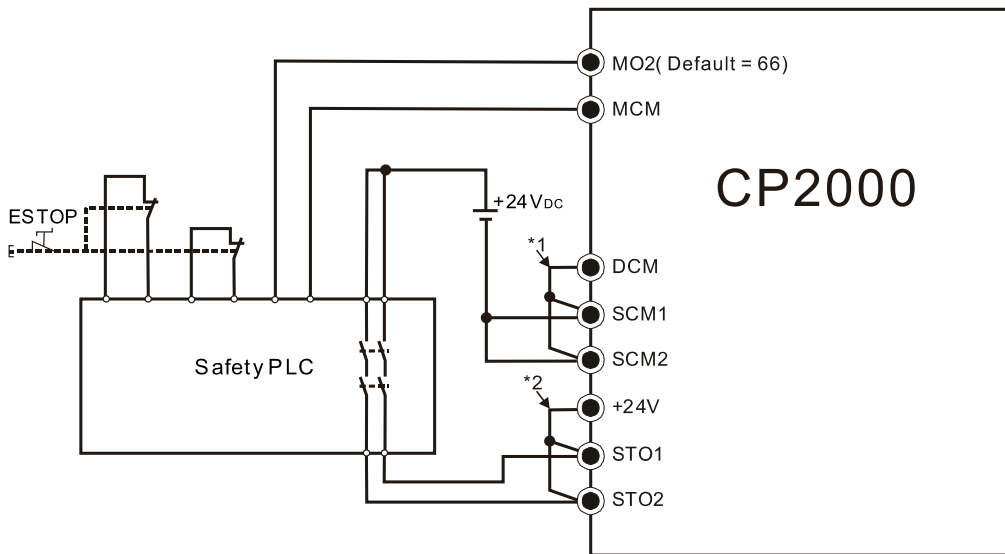 MO2( Default = 66)
MCM
CP2000
ESTOP
+24VDC
*1
DCM
SCM1
SCM2
Safety PLC
*2
+24V
STO1
STO2